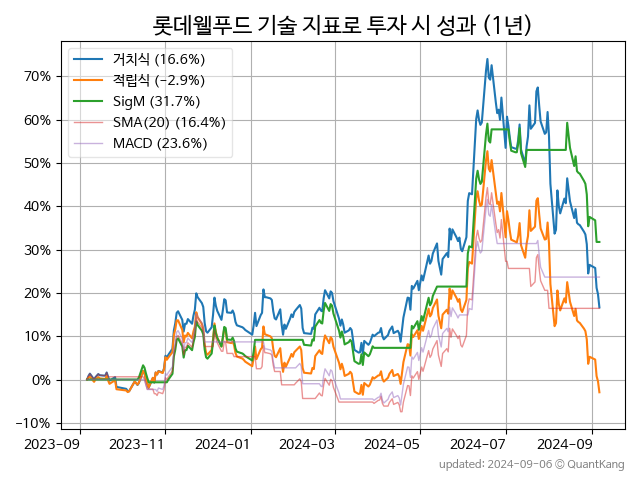 롯데웰푸드 기술 지표로 투자 시 성과 (1년)
거치식 (16.6%)
적립식 (−2.9%)
SigM (31.7%)
SMA(20) (16.4%)
MACD (23.6%)
70%
60%
50%
40%
30%
20%
10%
0%
−10%
2023-09 2023-11 2024-01 2024-03 2024-05 2024-07 2024-09
updated: 2024-09-06 © QuantKang